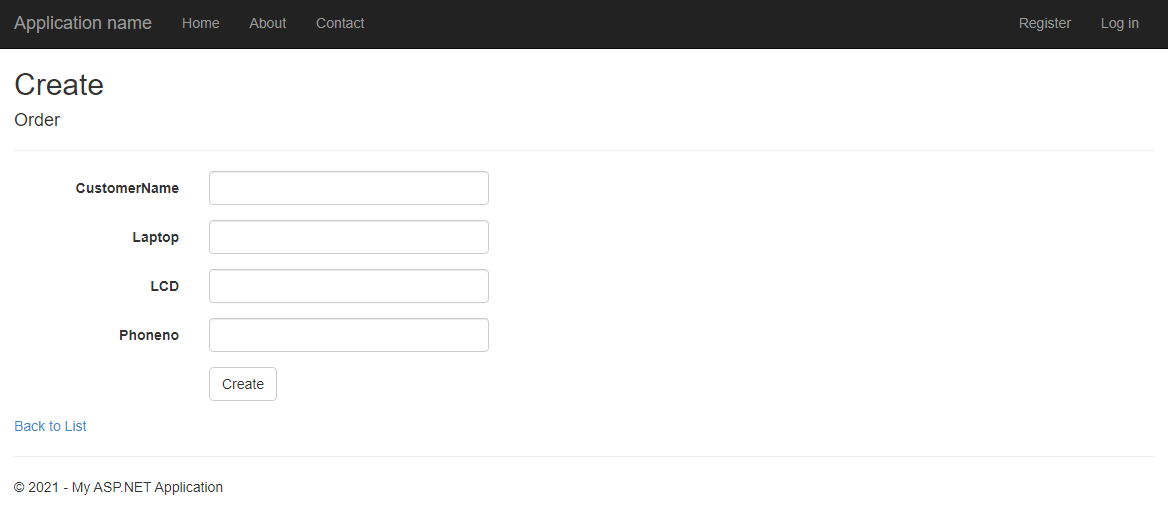 Application name Home About Contact Register Log in
Create
Order
CustomerName
Laptop
LCD
Phoneno
Create
Back to List
© 2021 - My ASP.NET Application